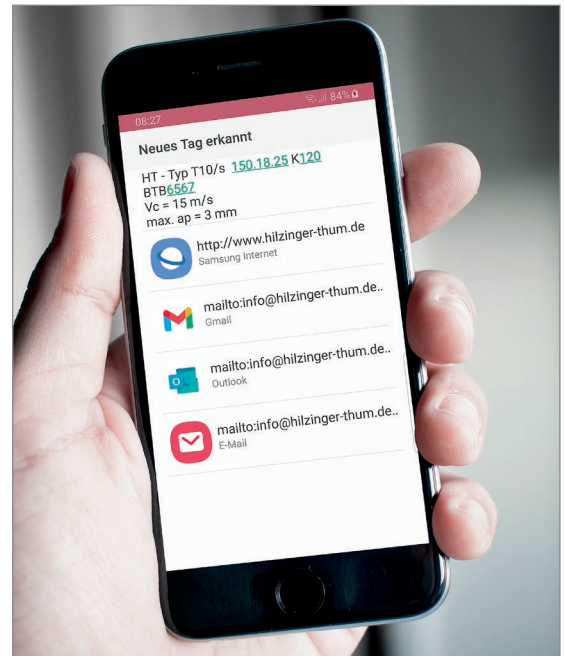 08:27
84%
Neues Tag erkannt
HT - Typ T10/s 150.18.25 K120
BTB6567
Vc = 15 m/s
max. ap = 3 mm
http://www.hilzinger-thum.de
Samsung Internet
mailto:info@hilzinger-thum.de..
Gmail
mailto:info@hilzinger-thum.de..
Outlook
mailto:info@hilzinger-thum.de..
E-Mail